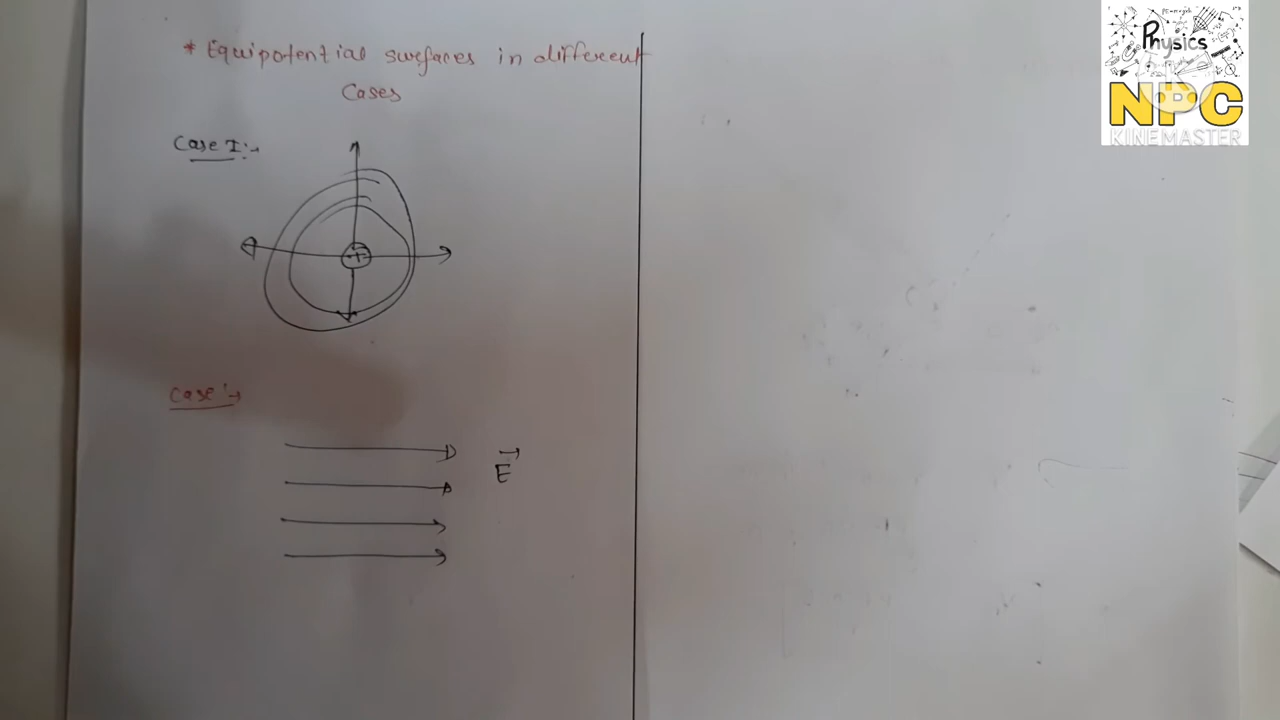 * Equipotential surfaces in different
Cases
Case I:→
+
Case :→
E
Physics
NPC
KINEMASTER